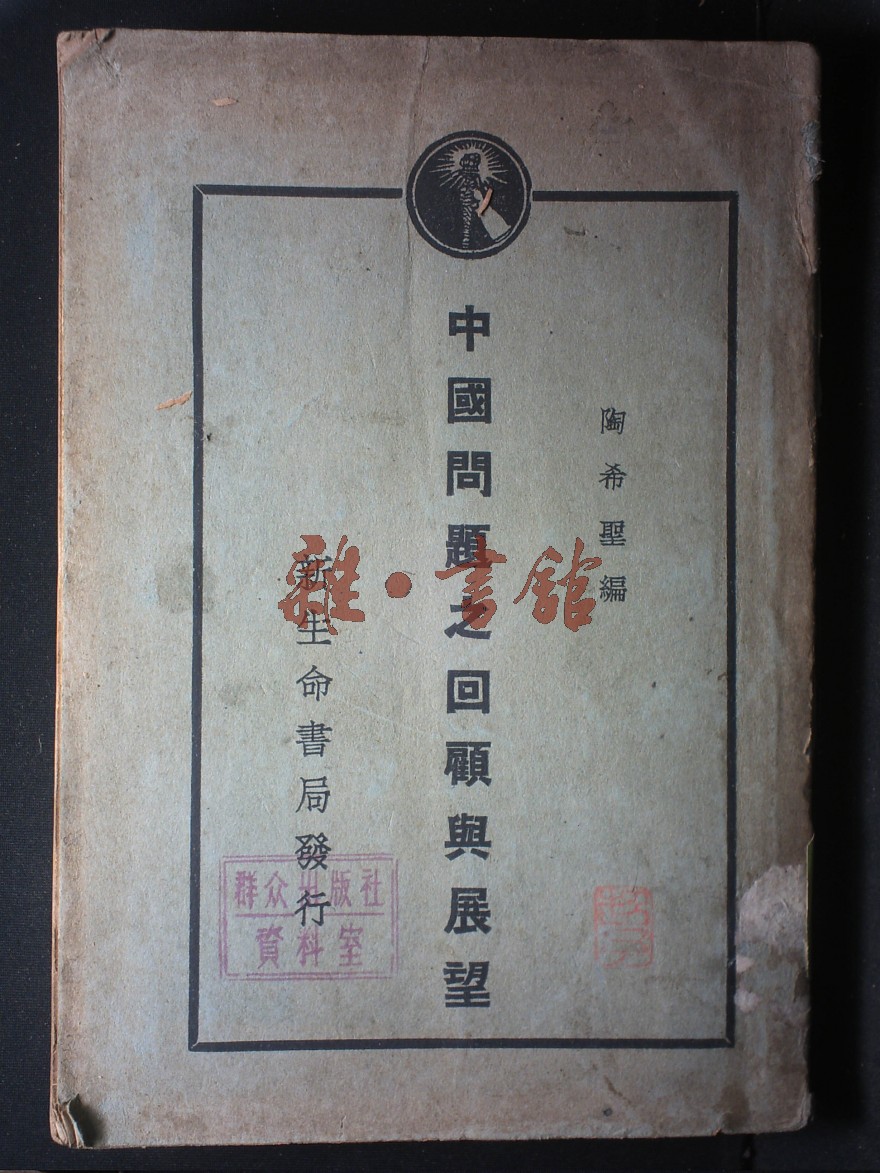 陶希聖編
中國問題之回顧與展望
新生命書局發行
群众出版社
資料室
雜·書館